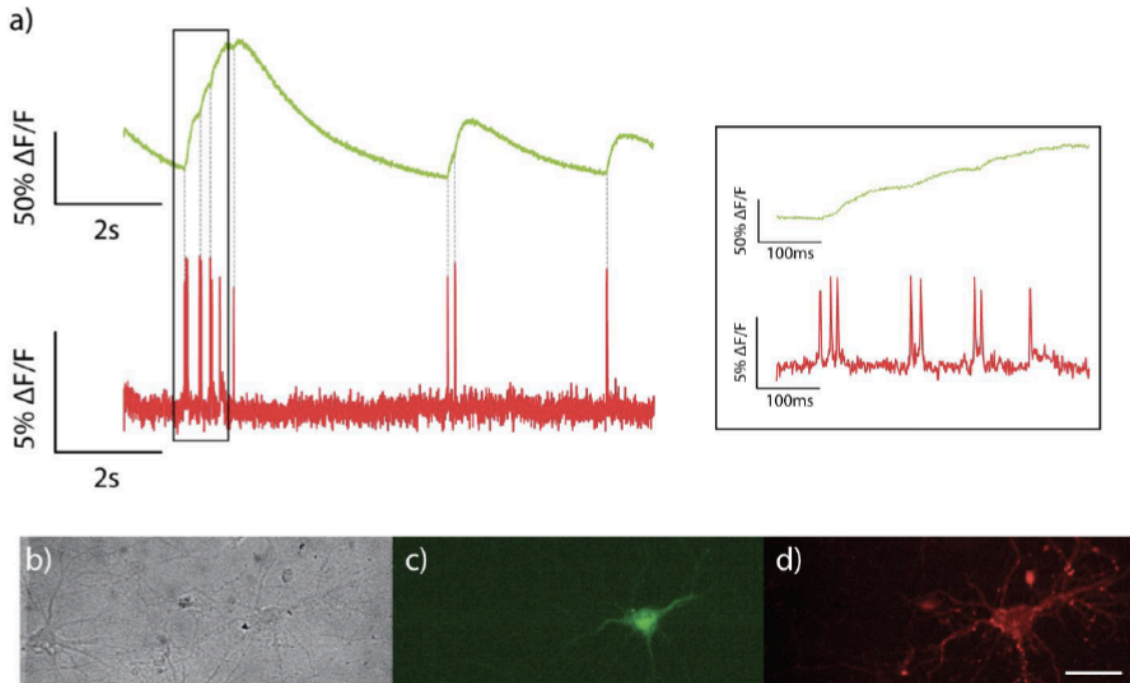 a)
50% ΔF/F
2s
5% ΔF/F
2s
50% ΔF/F
100ms
5% ΔF/F
100ms
b)
c)
d)